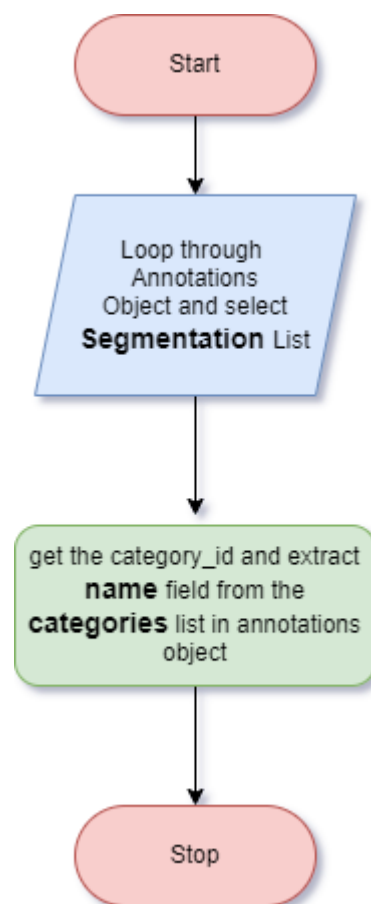 Start
Loop through
Annotations
Object and select
Segmentation List
get the category_id and extract
name field from the
categories list in annotations
object
Stop